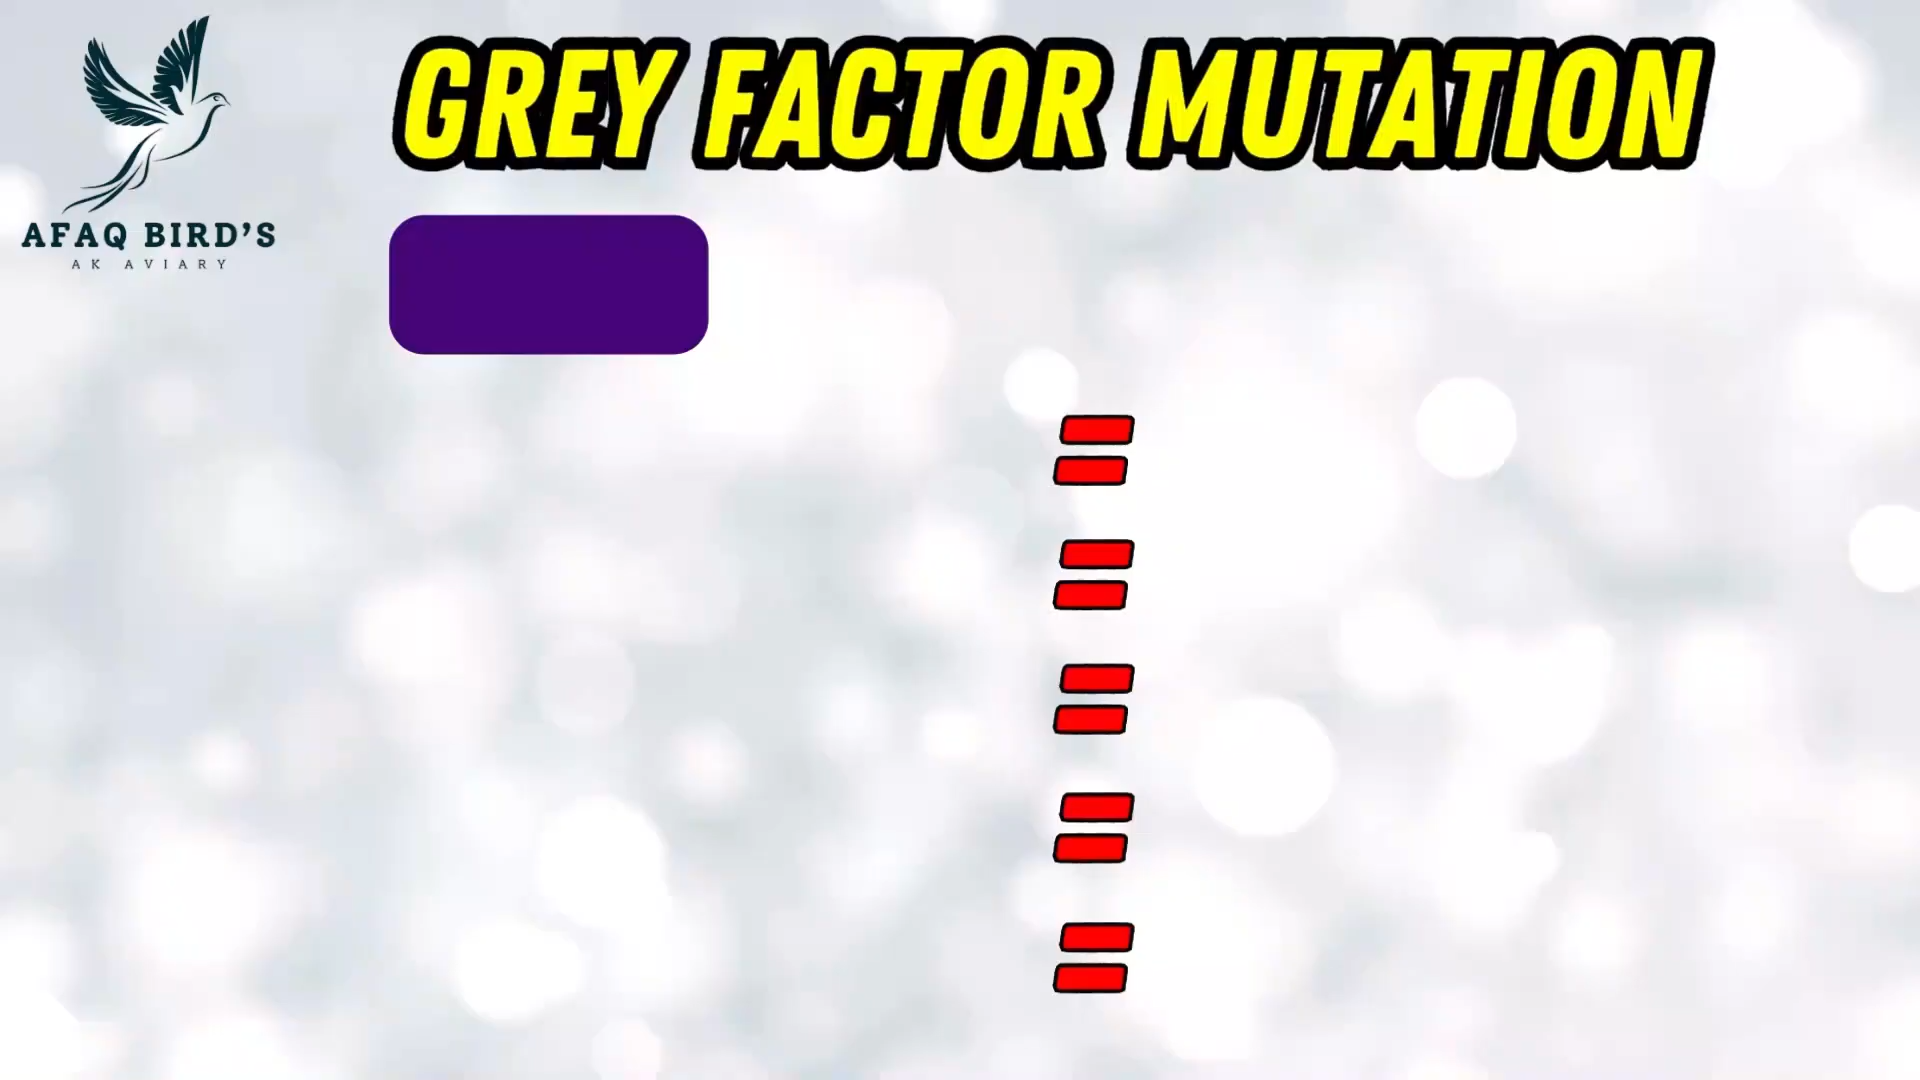 GREY FACTOR MUTATION
AFAQ BIRD'S
AK AVIARY
=
=
=
=
=